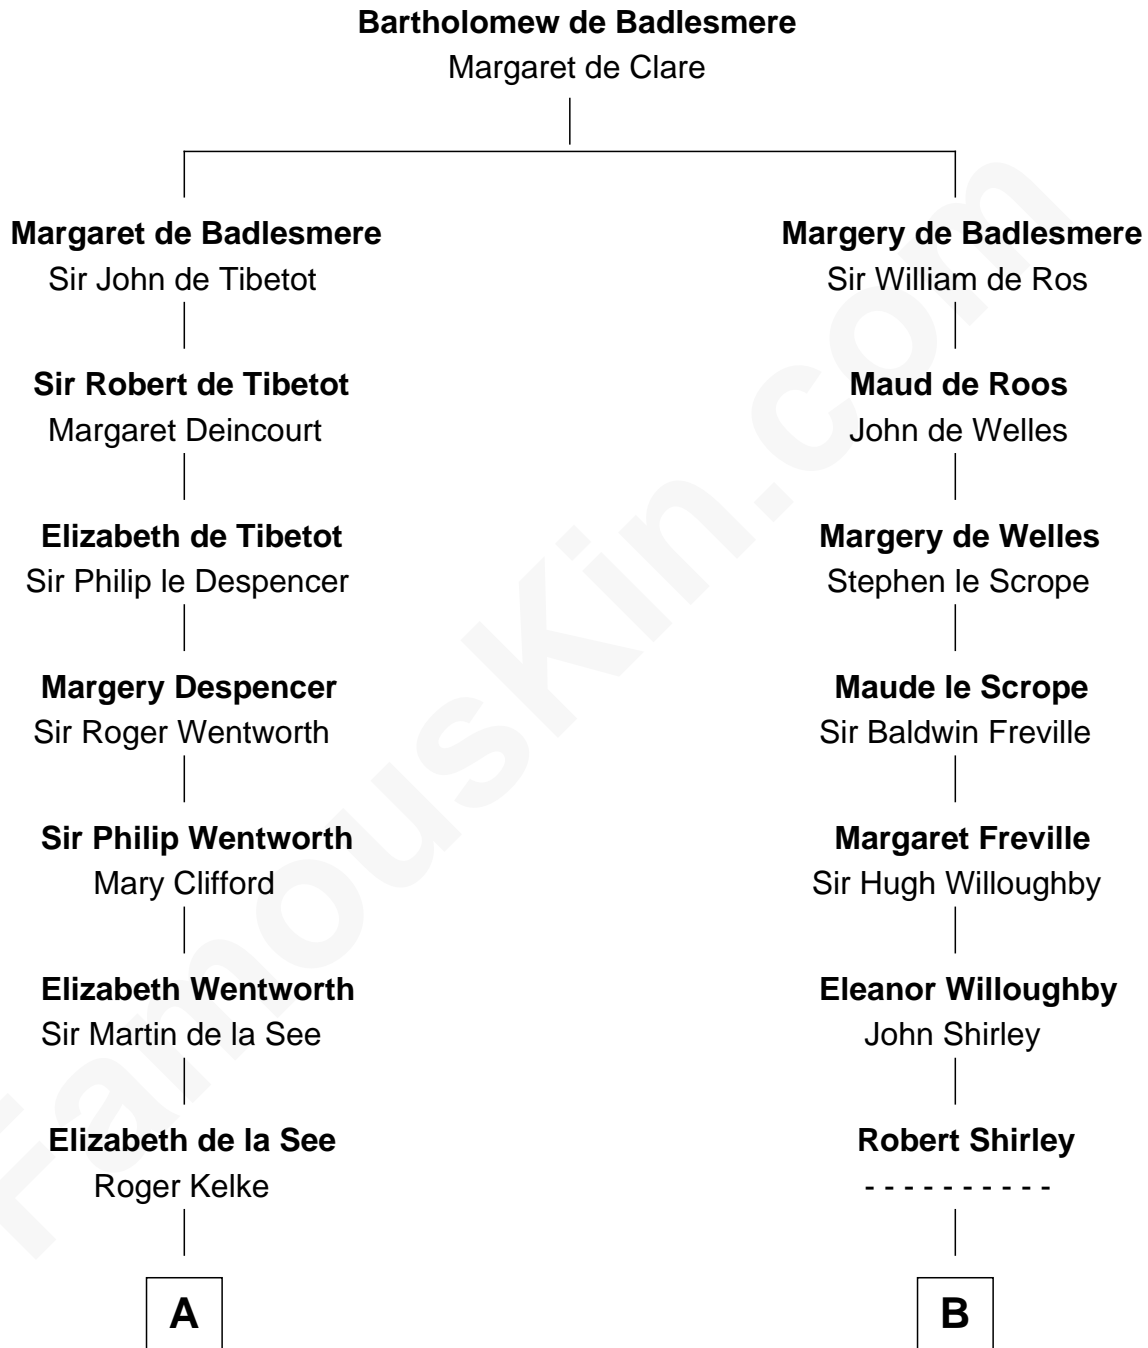 Bartholomew de Badlesmere
Margaret de Clare
Margaret de Badlesmere
Sir John de Tibetot
Margery de Badlesmere
Sir William de Ros
Sir Robert de Tibetot
Margaret Deincourt
Maud de Roos
John de Welles
Elizabeth de Tibetot
Sir Philip le Despencer
Margery de Welles
Stephen le Scrope
Margery Despencer
Sir Roger Wentworth
Maude le Scrope
Sir Baldwin Freville
Sir Philip Wentworth
Mary Clifford
Margaret Freville
Sir Hugh Willoughby
Elizabeth Wentworth
Sir Martin de la See
Eleanor Willoughby
John Shirley
Elizabeth de la See
Roger Kelke
Robert Shirley
- - - - - - - - - -
A
B
FamousKin.com